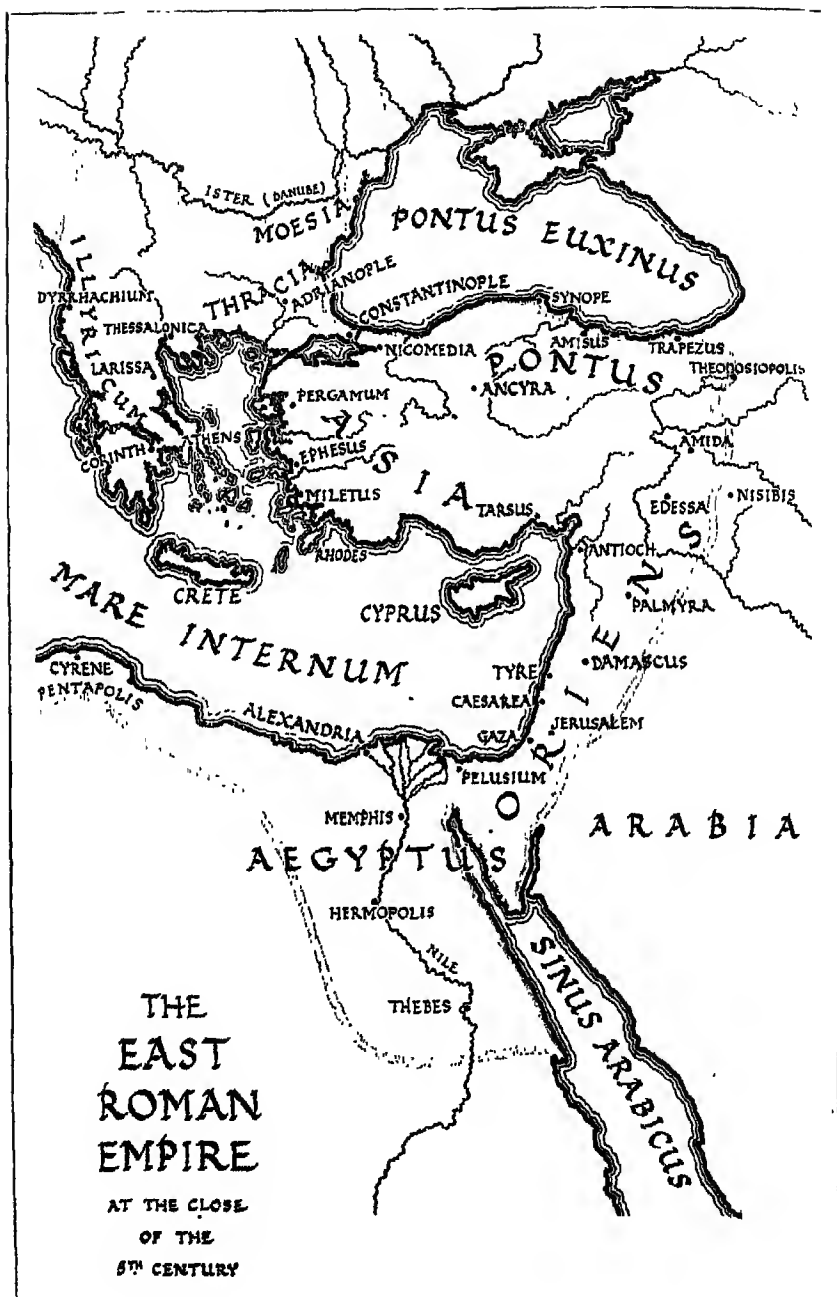 ISTER (DANUBE)
MOESIA
PONTUS EUXINUS
ILLYRICUM
DYRRHACHIUM
THRACIA
ADRIANOPLE
CONSTANTINOPLE
SYNOPE
THESSALONICA
NICOMEDIA
AMISUS
TRAPEZUS
LARISSA
PONTUS
THEODOSIOPOLIS
PERGAMUM
ANCYRA
ASIA
ATHENS
CORINTH
EPHESUS
AMIDA
MILETUS
TARSUS
EDESSA
NISIBIS
RHODES
ANTIOCH
CRETE
CYPRUS
PALMYRA
MARE INTERNUM
ORIENS
CYRENE
PENTAPOLIS
TYRE
DAMASCUS
CAESAREA
ALEXANDRIA
GAZA
JERUSALEM
PELUSIUM
MEMPHIS
ARABIA
AEGYPTUS
HERMOPOLIS
NILE
SINUS ARABICUS
THEBES
THE
EAST
ROMAN
EMPIRE
AT THE CLOSE
OF THE
5TH CENTURY